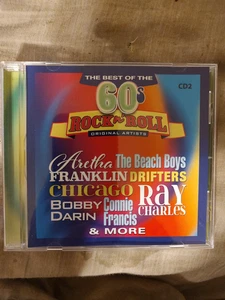 THE BEST OF THE
CD2
60s
ROCK n ROLL
ORIGINAL ARTISTS
Aretha The Beach Boys
FRANKLIN DRIFTERS
CHICAGO RAY
BOBBY Connie CHARLES
DARIN Francis
& MORE